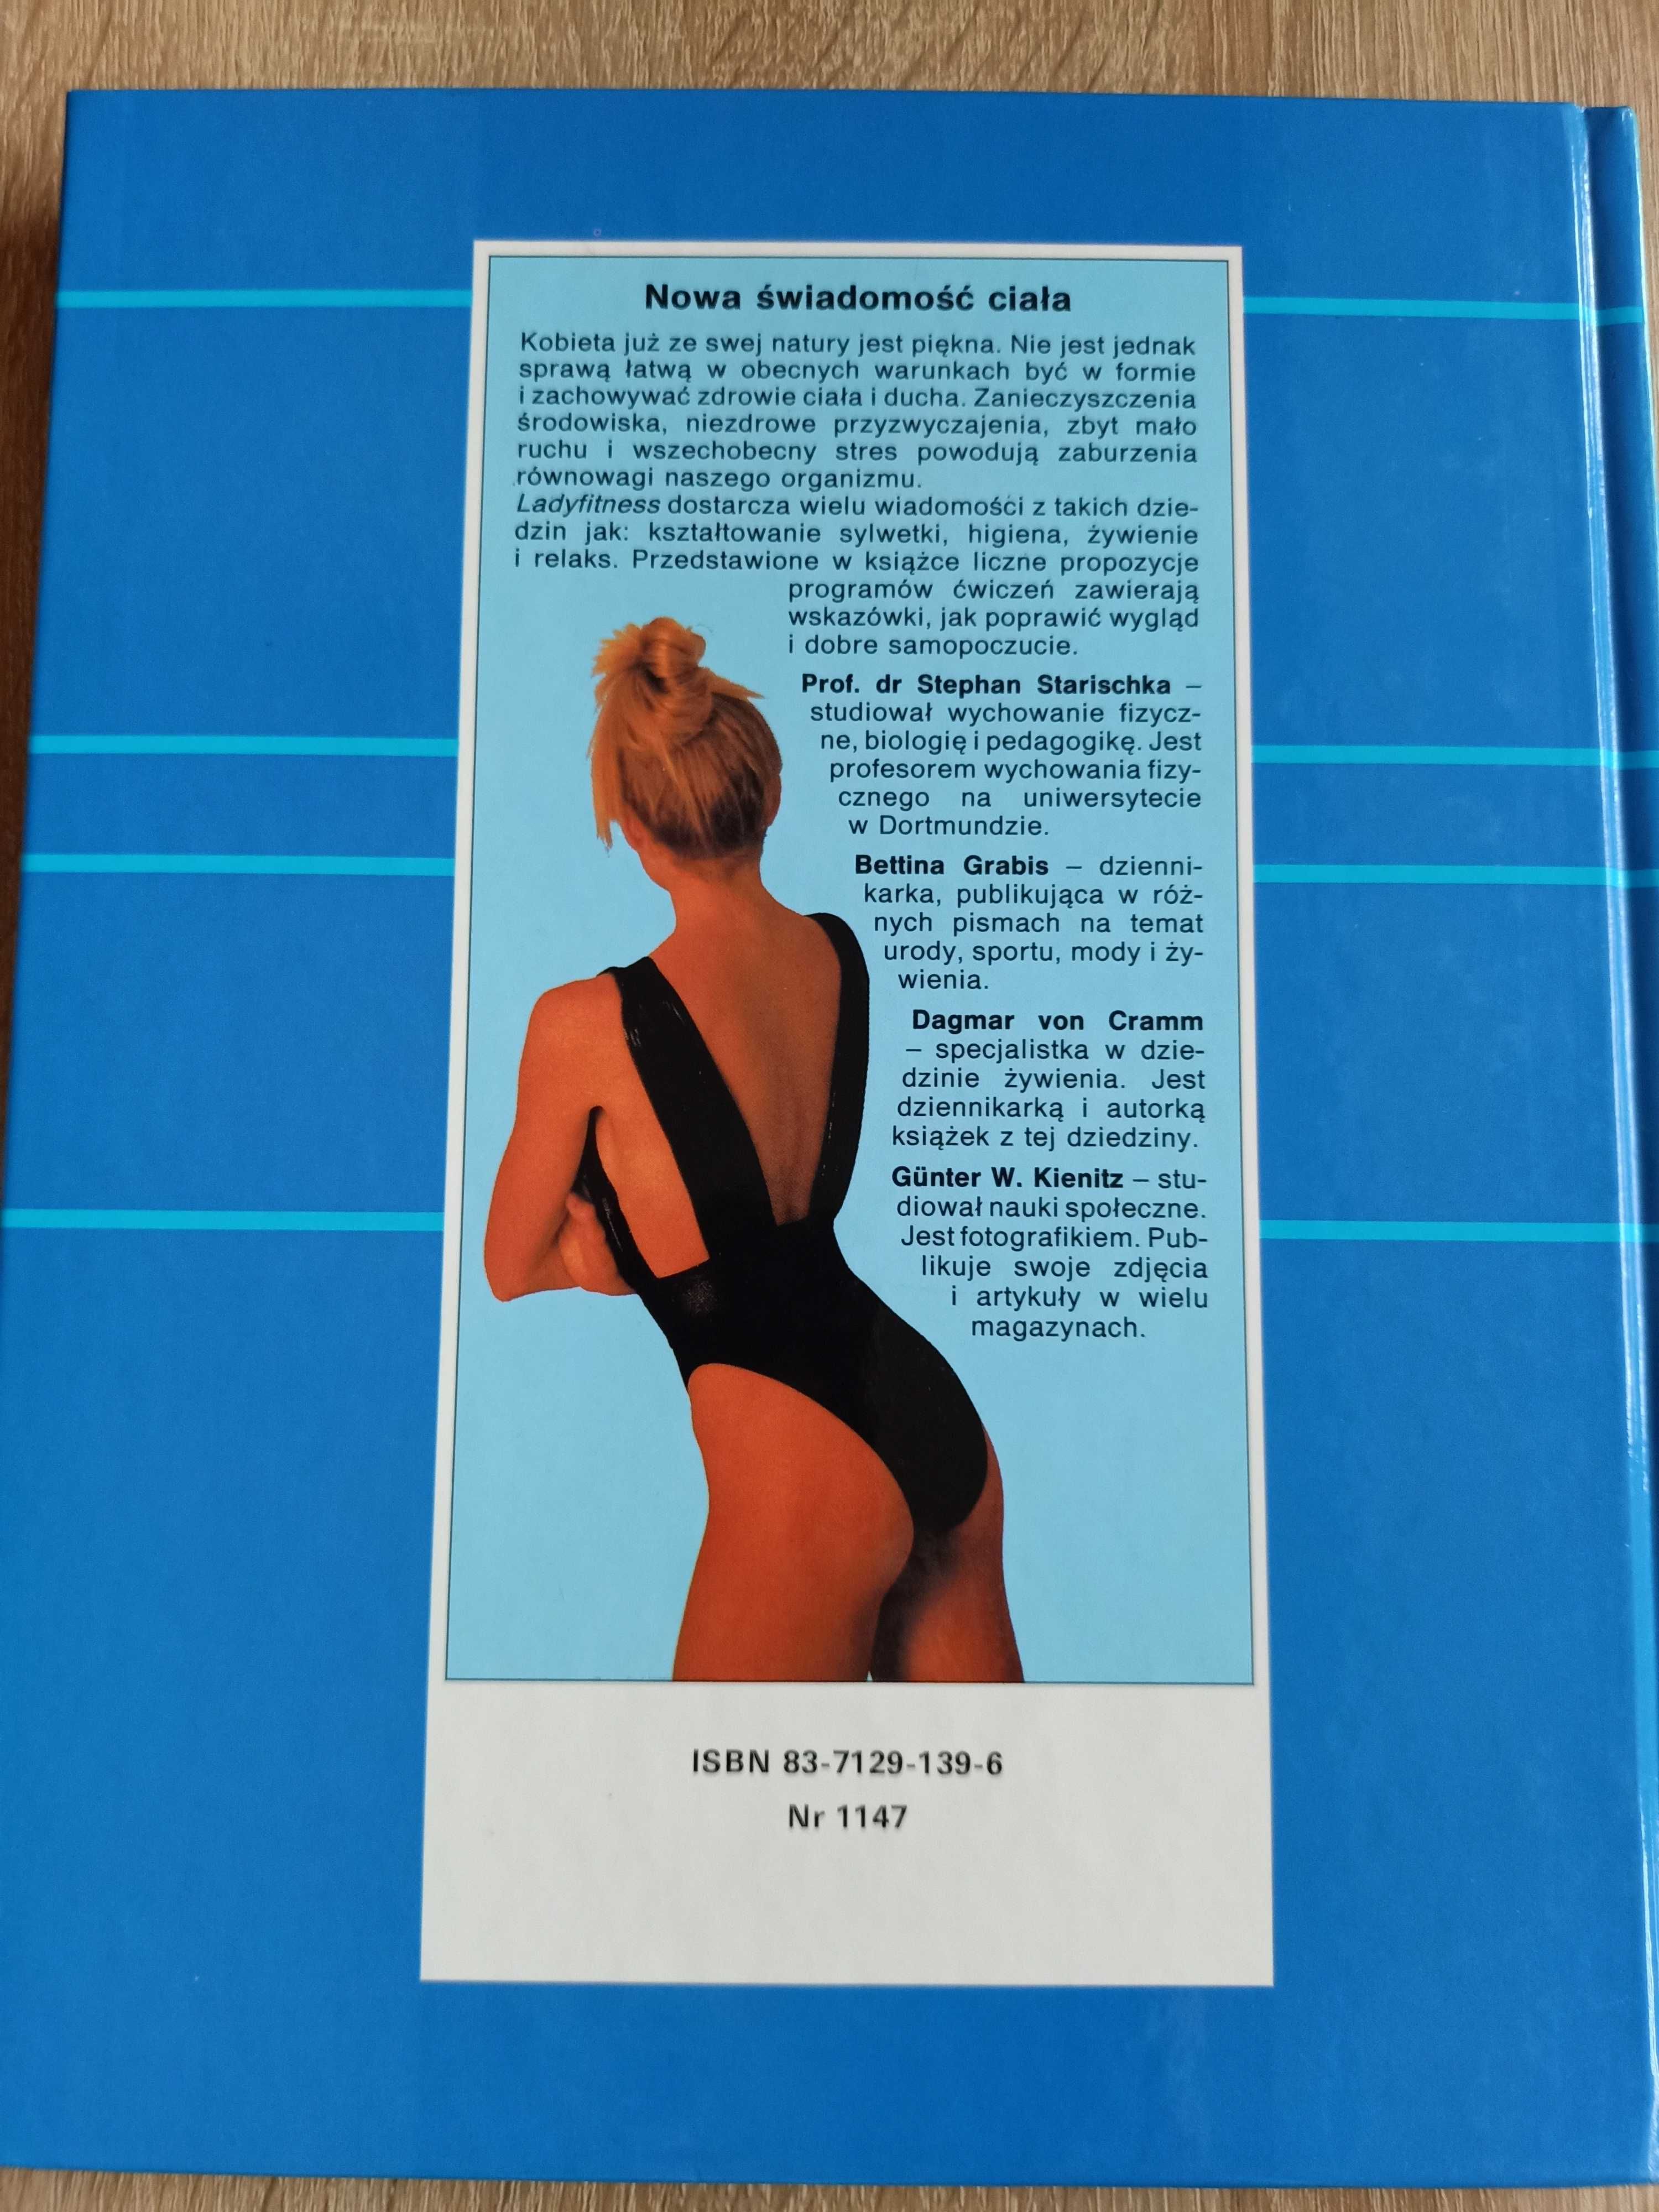 Nowa świadomość ciała
Kobieta już ze swej natury jest piękna. Nie jest jednak
sprawą łatwą w obecnych warunkach być w formie
i zachowywać zdrowie ciała i ducha. Zanieczyszczenia
środowiska, niezdrowe przyzwyczajenia, zbyt mało
ruchu i wszechobecny stres powodują zaburzenia
równowagi naszego organizmu.
Ladyfitness dostarcza wielu wiadomości z takich dzie-
dzin jak: kształtowanie sylwetki, higiena, żywienie
i relaks. Przedstawione w książce liczne propozycje
programów ćwiczeń zawierają
wskazówki, jak poprawić wygląd
i dobre samopoczucie.
Prof. dr Stephan Starischka –
studiował wychowanie fizycz-
ne, biologię i pedagogikę. Jest
profesorem wychowania fizy-
cznego na uniwersytecie
w Dortmundzie.
Bettina Grabis – dzienni-
karka, publikująca w róż-
nych pismach na temat
urody, sportu, mody i ży-
wienia.
Dagmar von Cramm
– specjalistka w dzie-
dzinie żywienia. Jest
dziennikarką i autorką
książek z tej dziedziny.
Günter W. Kienitz – stu-
diował nauki społeczne.
Jest fotografikiem. Pub-
likuje swoje zdjęcia
i artykuły w wielu
magazynach.
ISBN 83-7129-139-6
Nr 1147